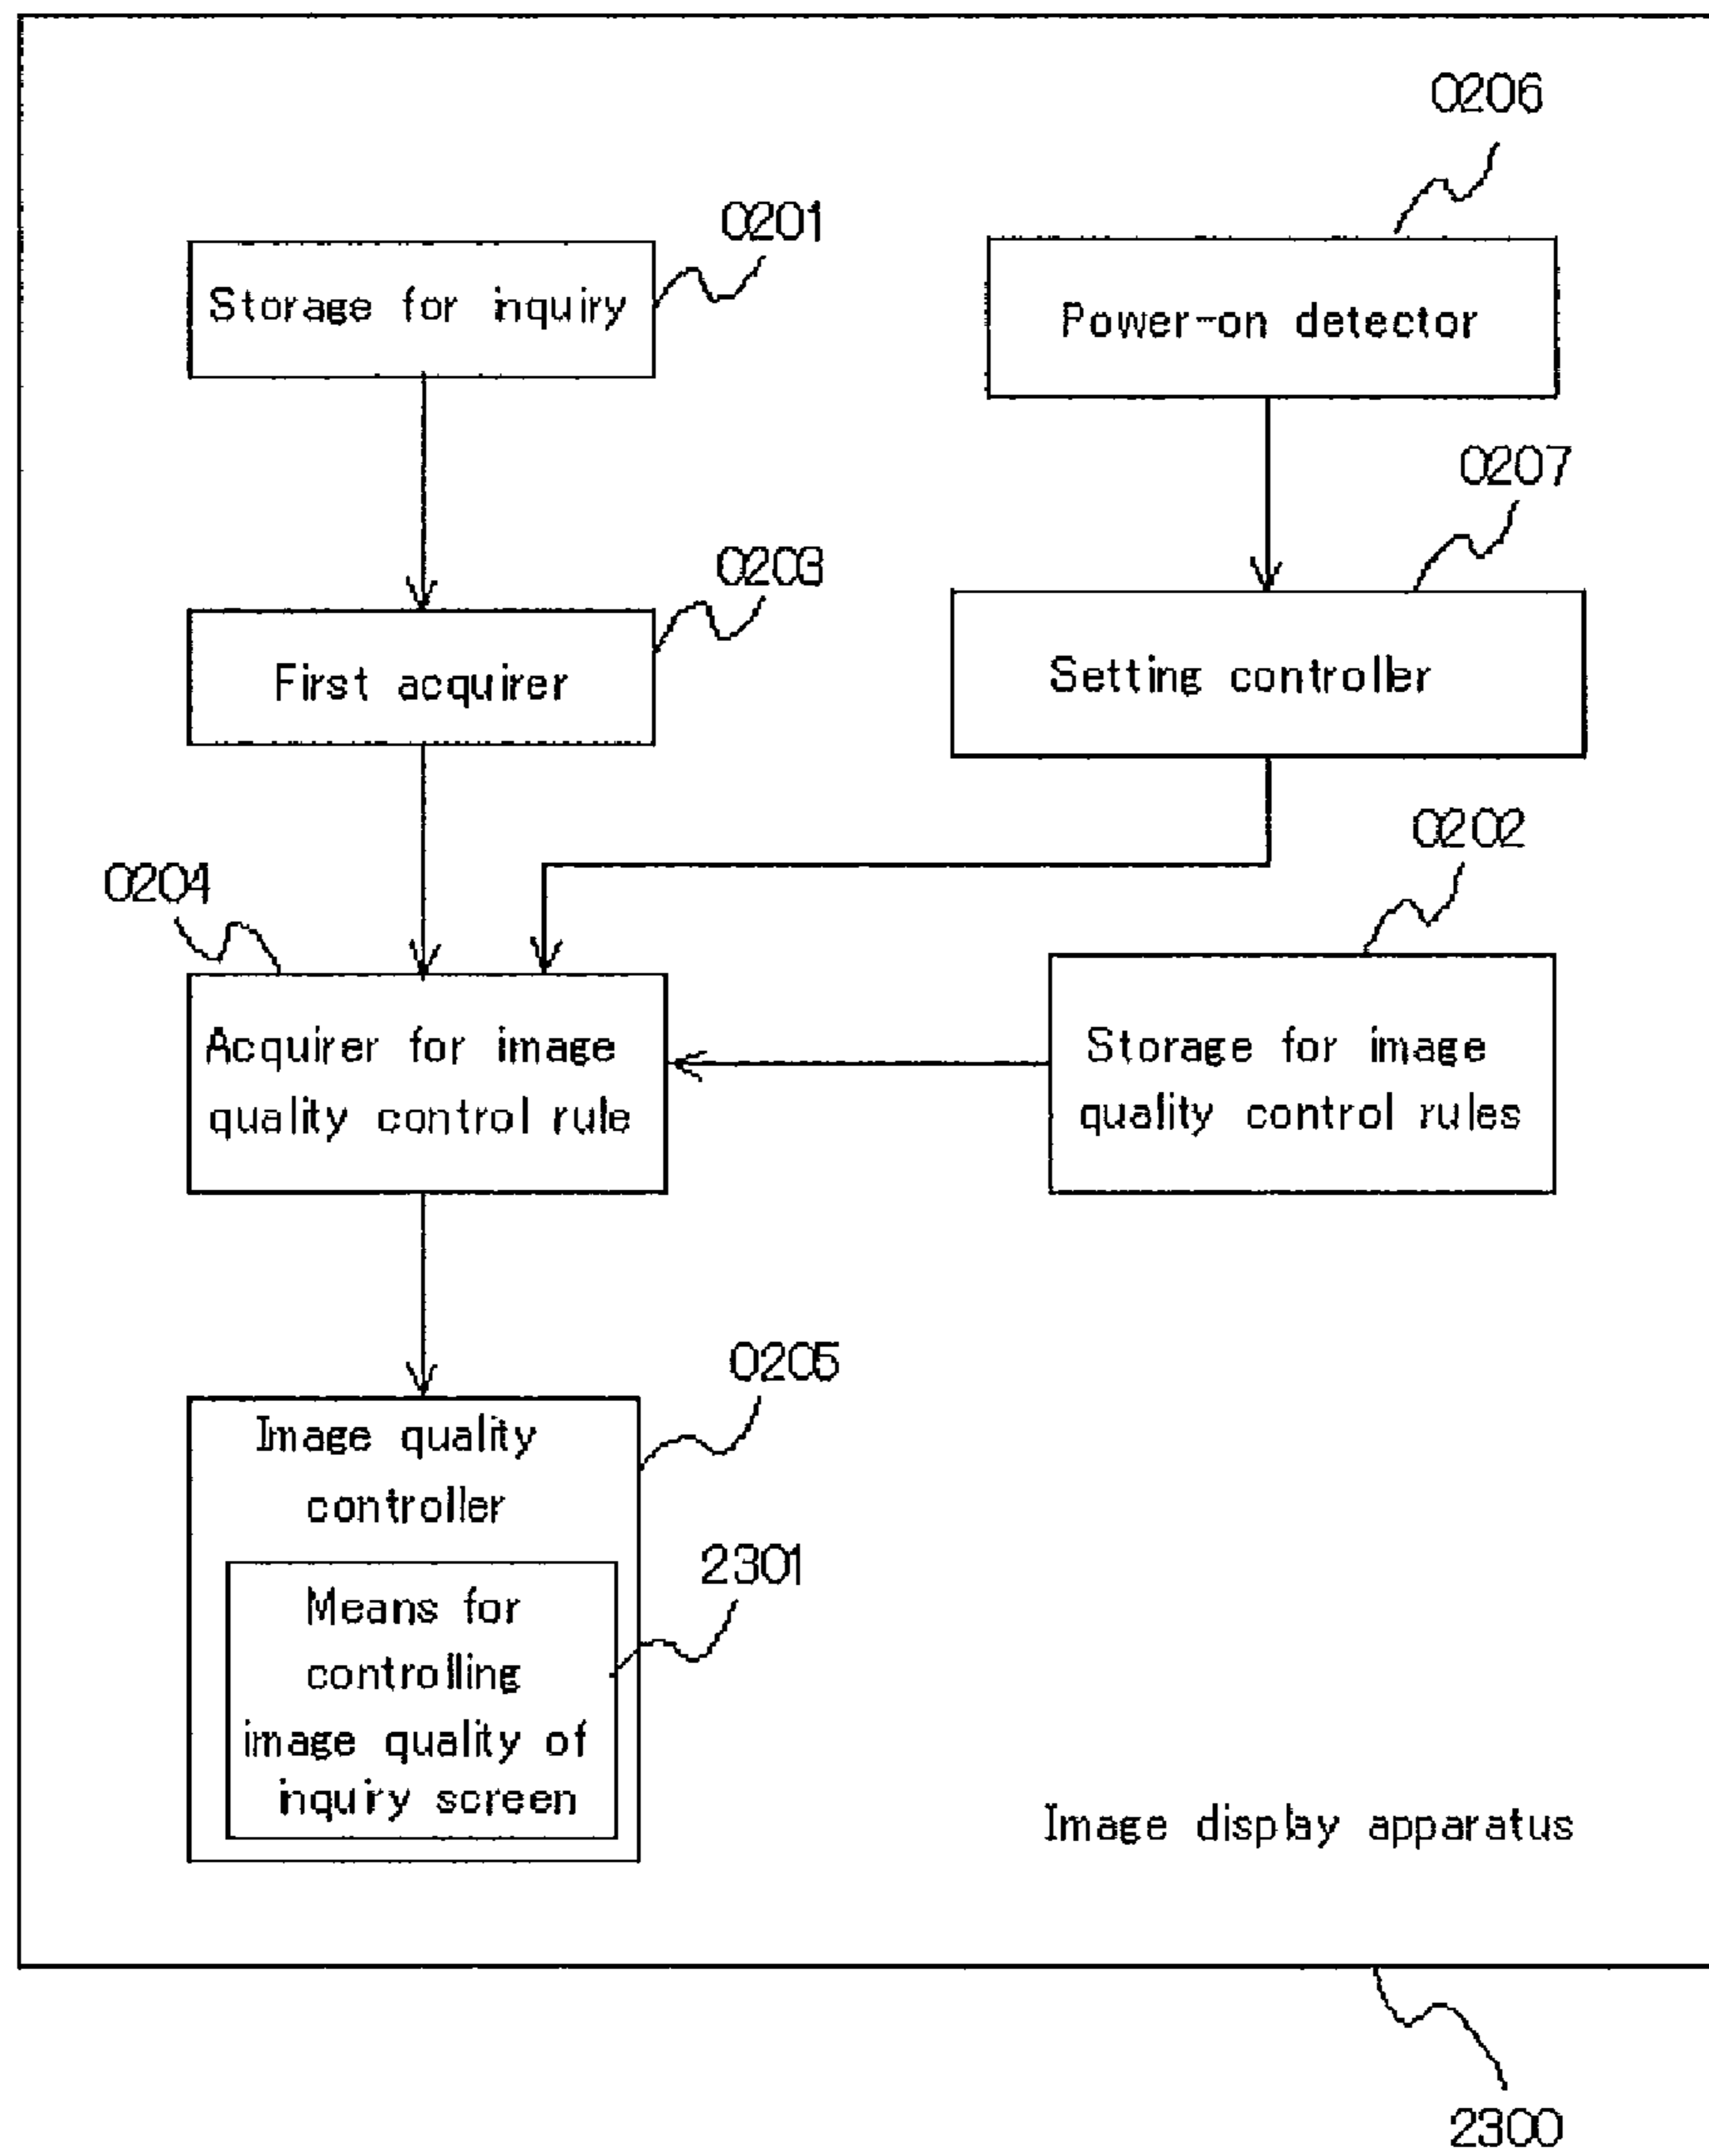 0206
0201
Storage for inquiry
Power-on detector
0207
0203
First acquirer
Setting controller
0202
0204
Acquirer for image
quality control rule
Storage for image
quality control rules
0205
Image quality
controller
2301
Means for
controlling
image quality of
inquiry screen
Image display apparatus
2300